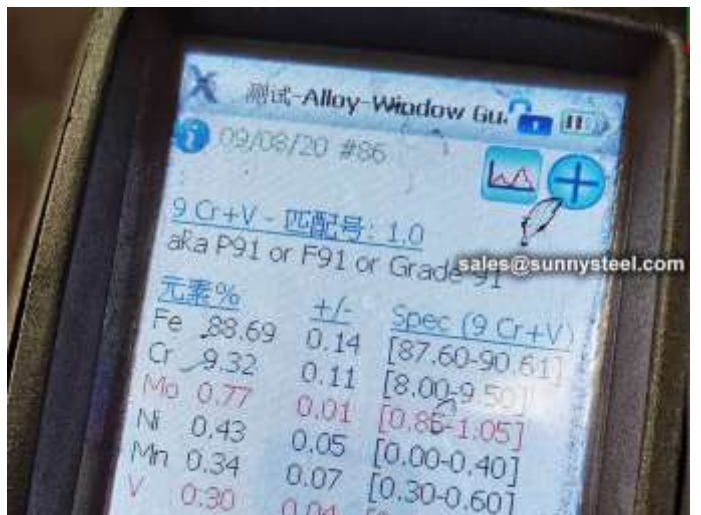 测试-Alloy-Window Gu
09/08/20 #86
9 Cr+V - 匹配号: 1.0
aka P91 or F91 or Grade 91
sales@sunnysteel.com
元素% +/- Spec (9 Cr+V)
Fe 88.69 0.14 [87.60-90.61]
Cr 9.32 0.11 [8.00-9.50]
Mo 0.77 0.01 [0.85-1.05]
Ni 0.43 0.05 [0.00-0.40]
Mn 0.34 0.07 [0.30-0.60]
V 0.30 0.04